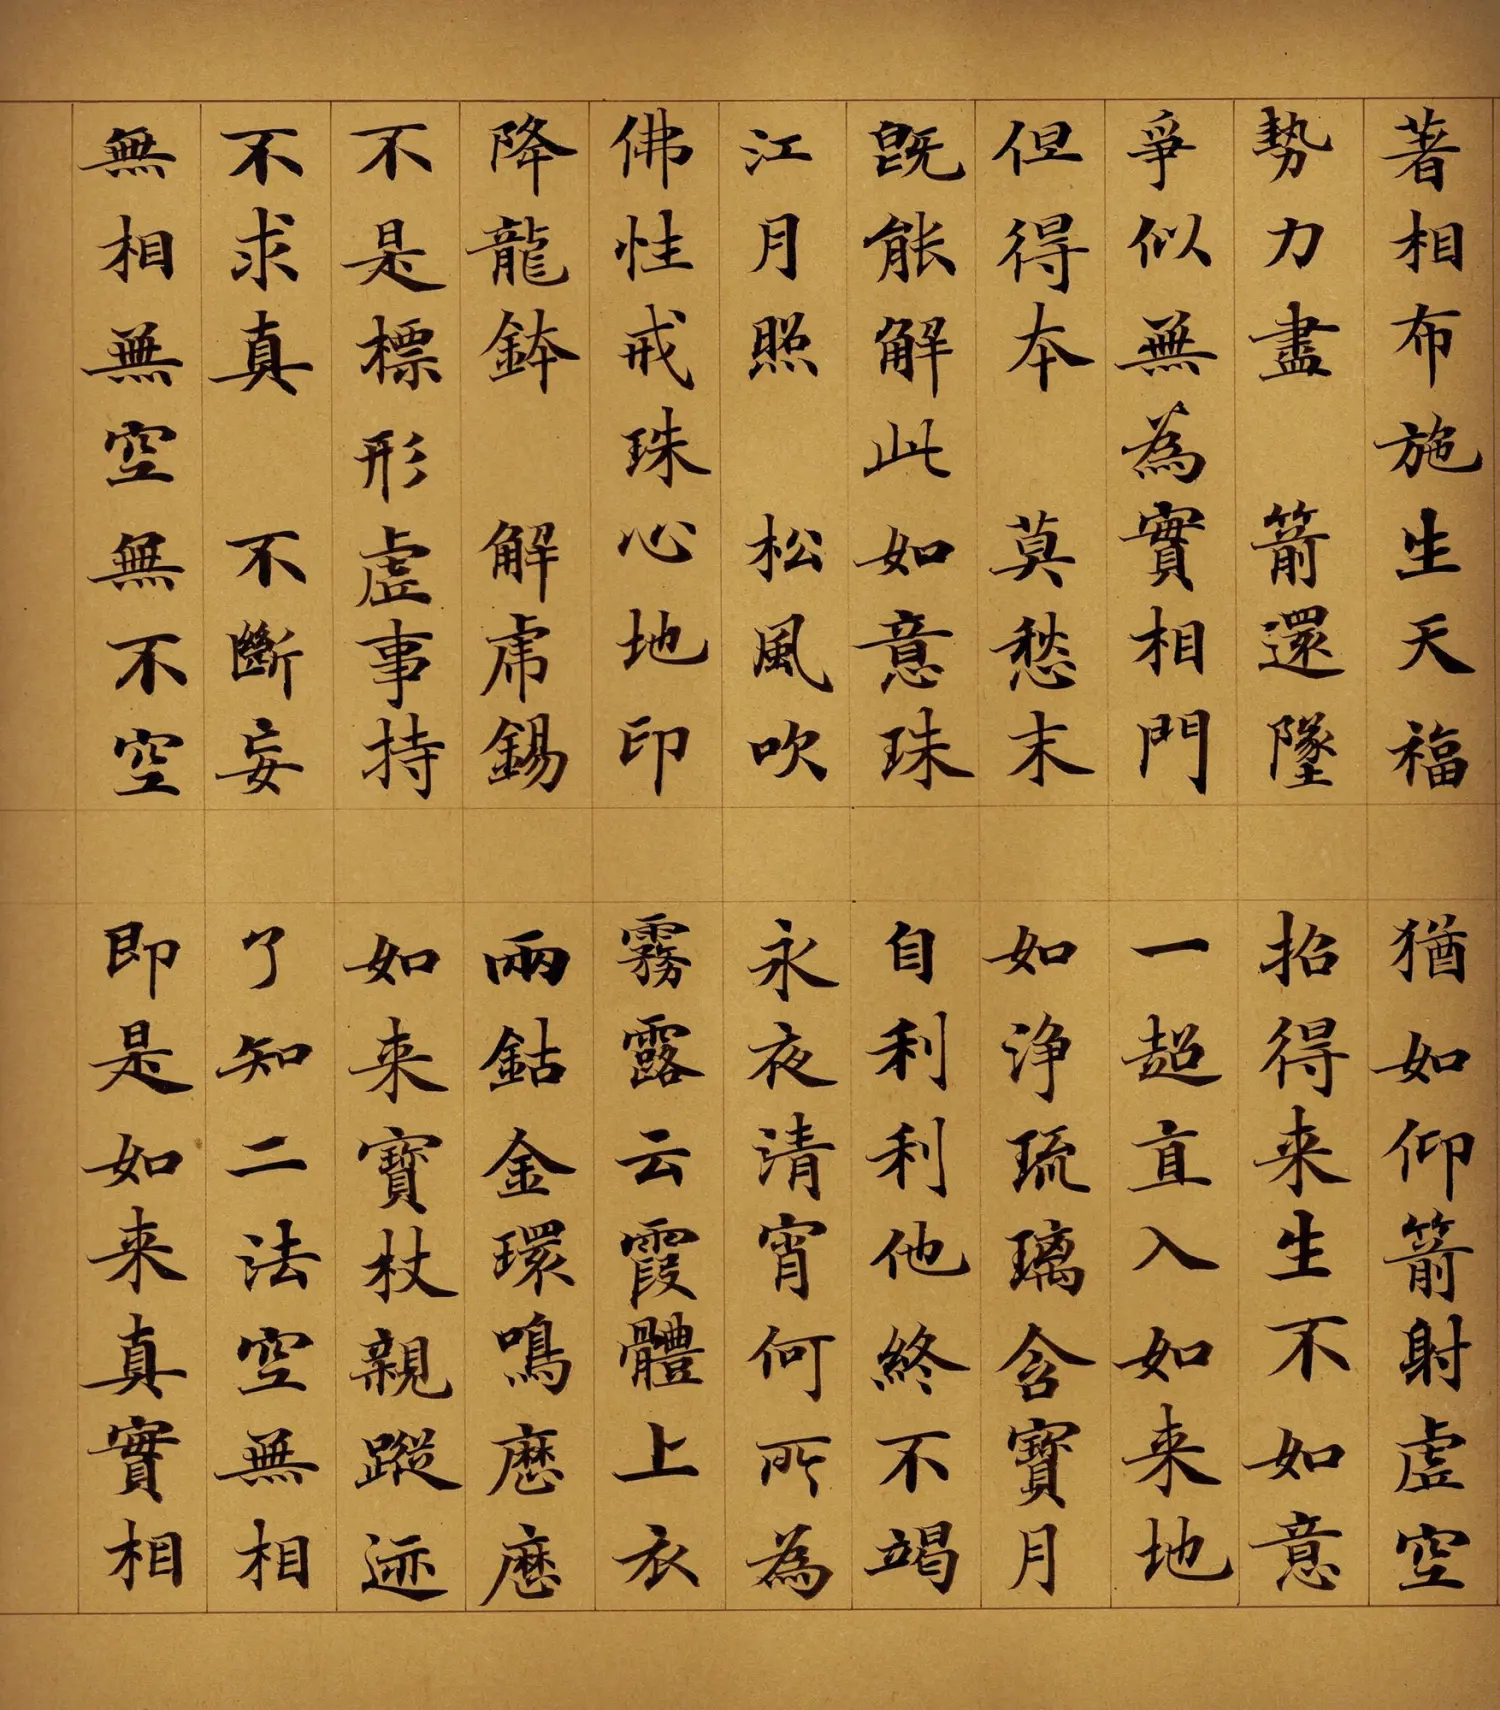 著相布施生天福 猶如仰箭射虛空
勢力盡 箭還墜 招得来生不如意
爭似無為實相門 一超直入如来地
但得本 莫愁末 如淨琉璃含寶月
既能解此如意珠 自利利他終不竭
江月照 松風吹 永夜清宵何所為
佛性戒珠心地印 霧露云霞體上衣
降龍鉢 解虎錫 兩鈷金環鳴歷歷
不是標形虛事持 如来寶杖親蹤迹
不求真 不斷妄 了知二法空無相
無相無空無不空 即是如来真實相